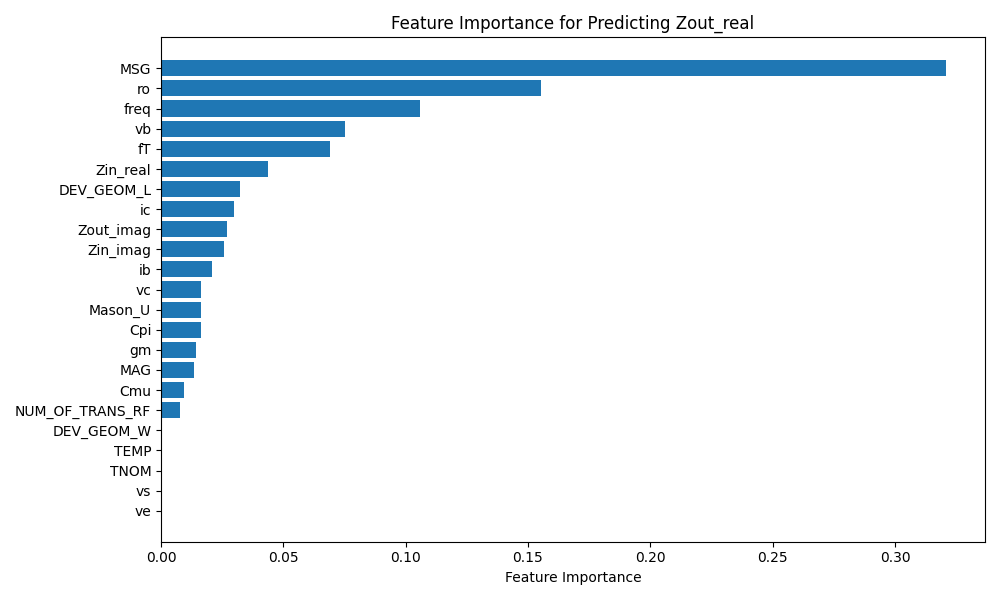 Feature Importance for Predicting Zout_real
MSG
ro
freq
vb
fT
Zin_real
DEV_GEOM_L
ic
Zout_imag
Zin_imag
ib
vc
Mason_U
Cpi
gm
MAG
Cmu
NUM_OF_TRANS_RF
DEV_GEOM_W
TEMP
TNOM
vs
ve
0.00 0.05 0.10 0.15 0.20 0.25 0.30
Feature Importance